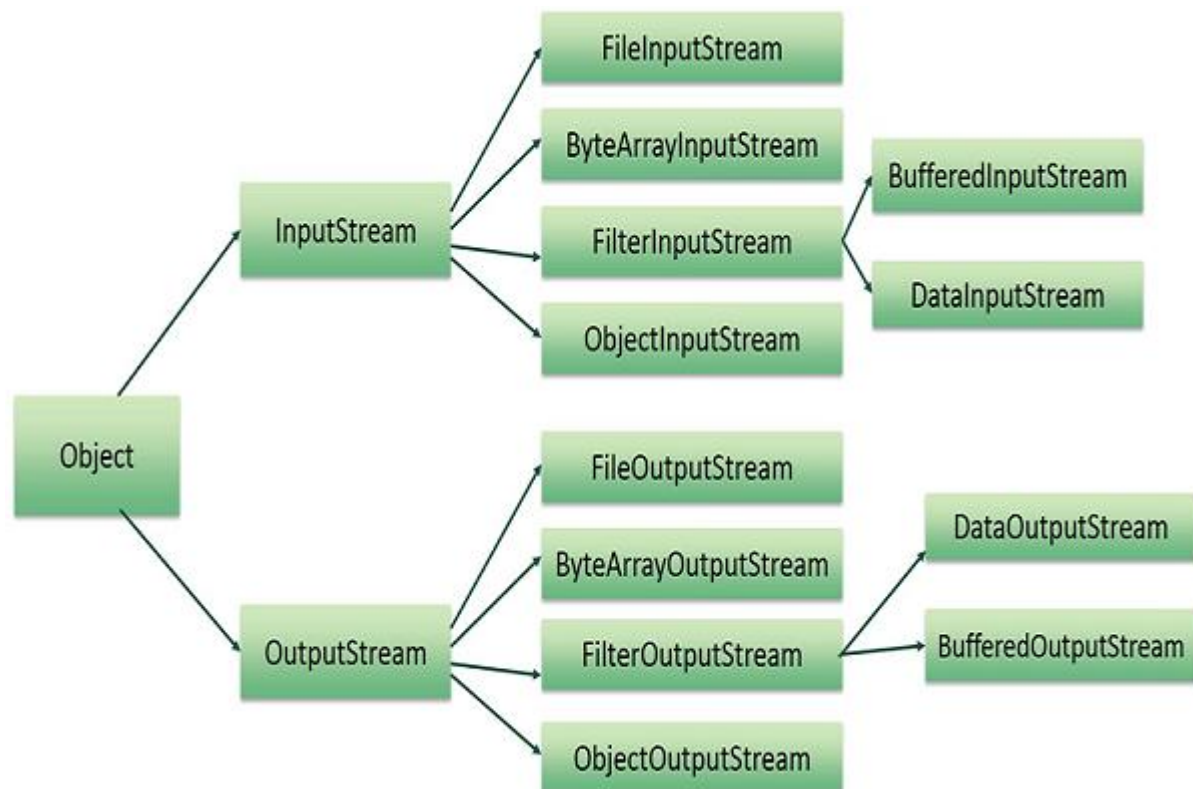 FileInputStream
ByteArrayInputStream
BufferedInputStream
InputStream
FilterInputStream
DataInputStream
ObjectInputStream
Object
FileOutputStream
DataOutputStream
ByteArrayOutputStream
OutputStream
FilterOutputStream
BufferedOutputStream
ObjectOutputStream